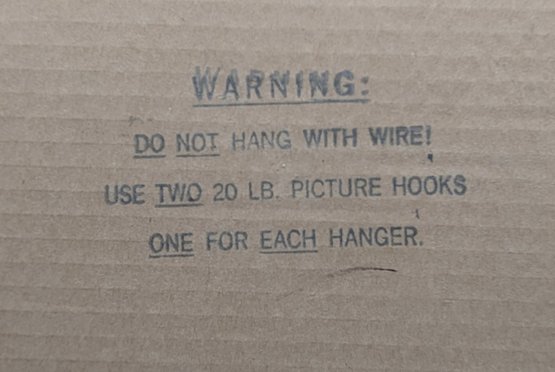 WARNING:
DO NOT HANG WITH WIRE!
USE TWO 20 LB. PICTURE HOOKS
ONE FOR EACH HANGER.